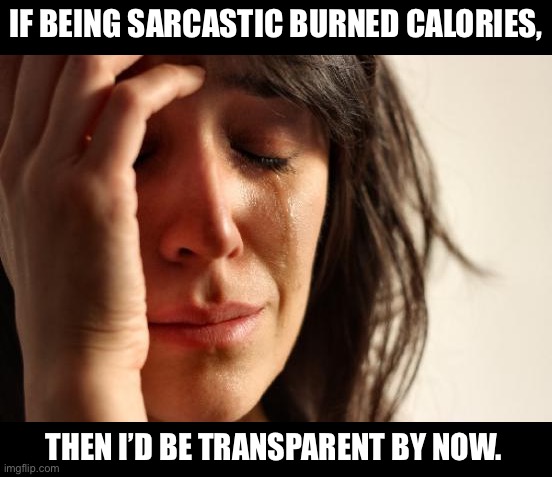 IF BEING SARCASTIC BURNED CALORIES,
THEN I’D BE TRANSPARENT BY NOW.
imgflip.com